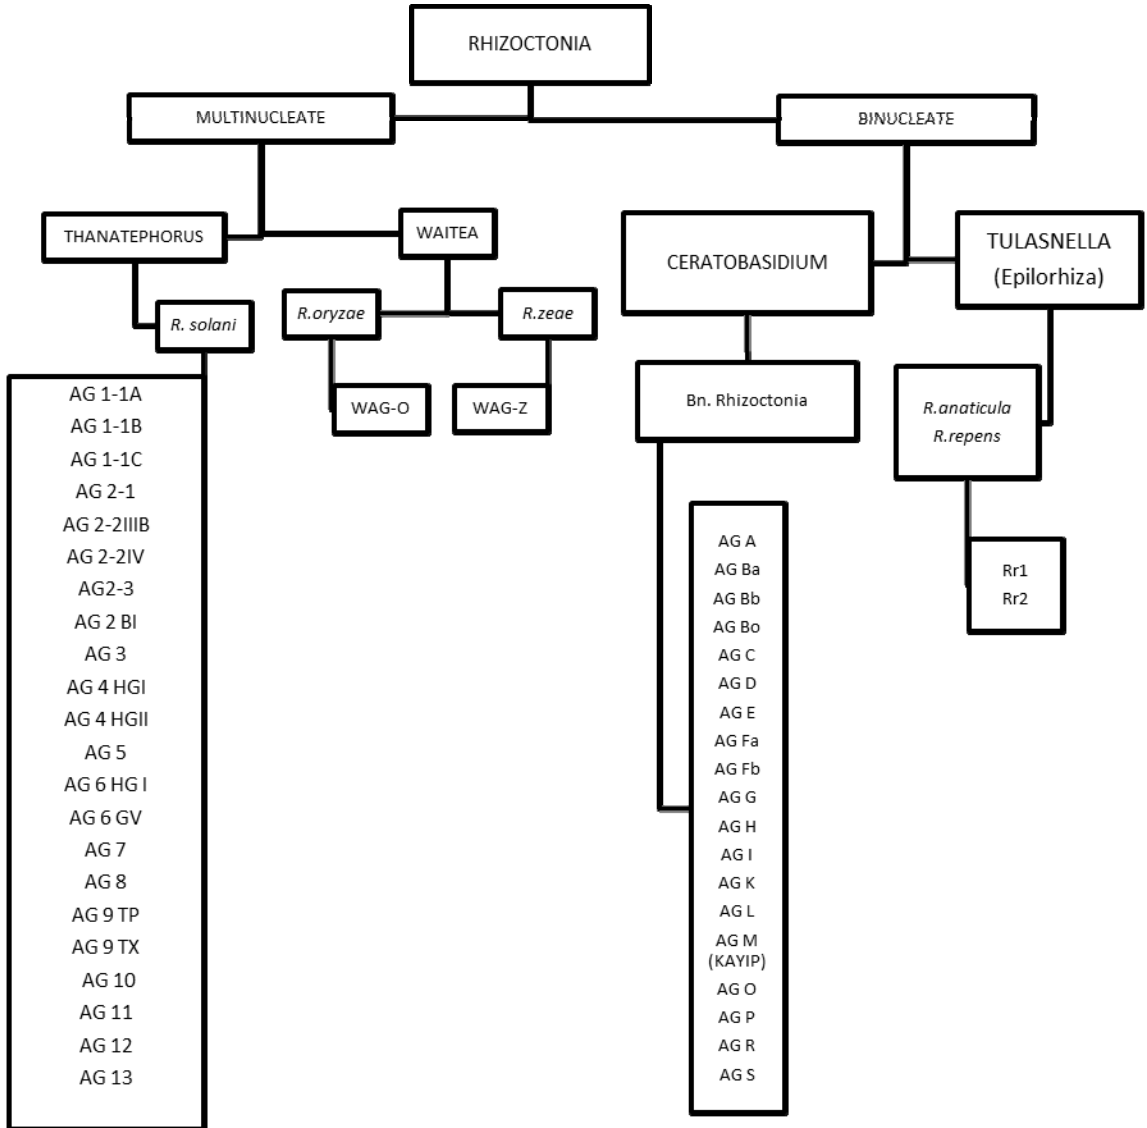 RHIZOCTONIA
MULTINUCLEATE
BINUCLEATE
THANATEPHORUS
WAITEA
CERATOBASIDIUM
TULASNELLA
(Epilorhiza)
R. solani
R.oryzae
R.zeae
WAG-O
WAG-Z
Bn. Rhizoctonia
R.anaticula
R.repens
Rr1
Rr2
AG 1-1A
AG 1-1B
AG 1-1C
AG 2-1
AG 2-2IIIB
AG 2-2IV
AG2-3
AG 2 BI
AG 3
AG 4 HGI
AG 4 HGII
AG 5
AG 6 HG I
AG 6 GV
AG 7
AG 8
AG 9 TP
AG 9 TX
AG 10
AG 11
AG 12
AG 13
AG A
AG Ba
AG Bb
AG Bo
AG C
AG D
AG E
AG Fa
AG Fb
AG G
AG H
AG I
AG K
AG L
AG M
(KAYIP)
AG O
AG P
AG R
AG S